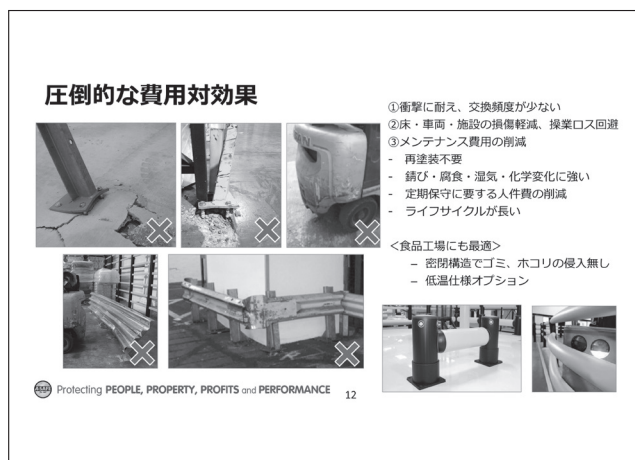 圧倒的な費用対効果
①衝撃に耐え、交換頻度が少ない
②床・車両・施設の損傷軽減、操業ロス回避
③メンテナンス費用の削減
- 再塗装不要
- 錆び・腐食・湿気・化学変化に強い
- 定期保守に要する人件費の削減
- ライフサイクルが長い
<食品工場にも最適>
– 密閉構造でゴミ、ホコリの侵入無し
– 低温仕様オプション
Protecting PEOPLE, PROPERTY, PROFITS and PERFORMANCE
12